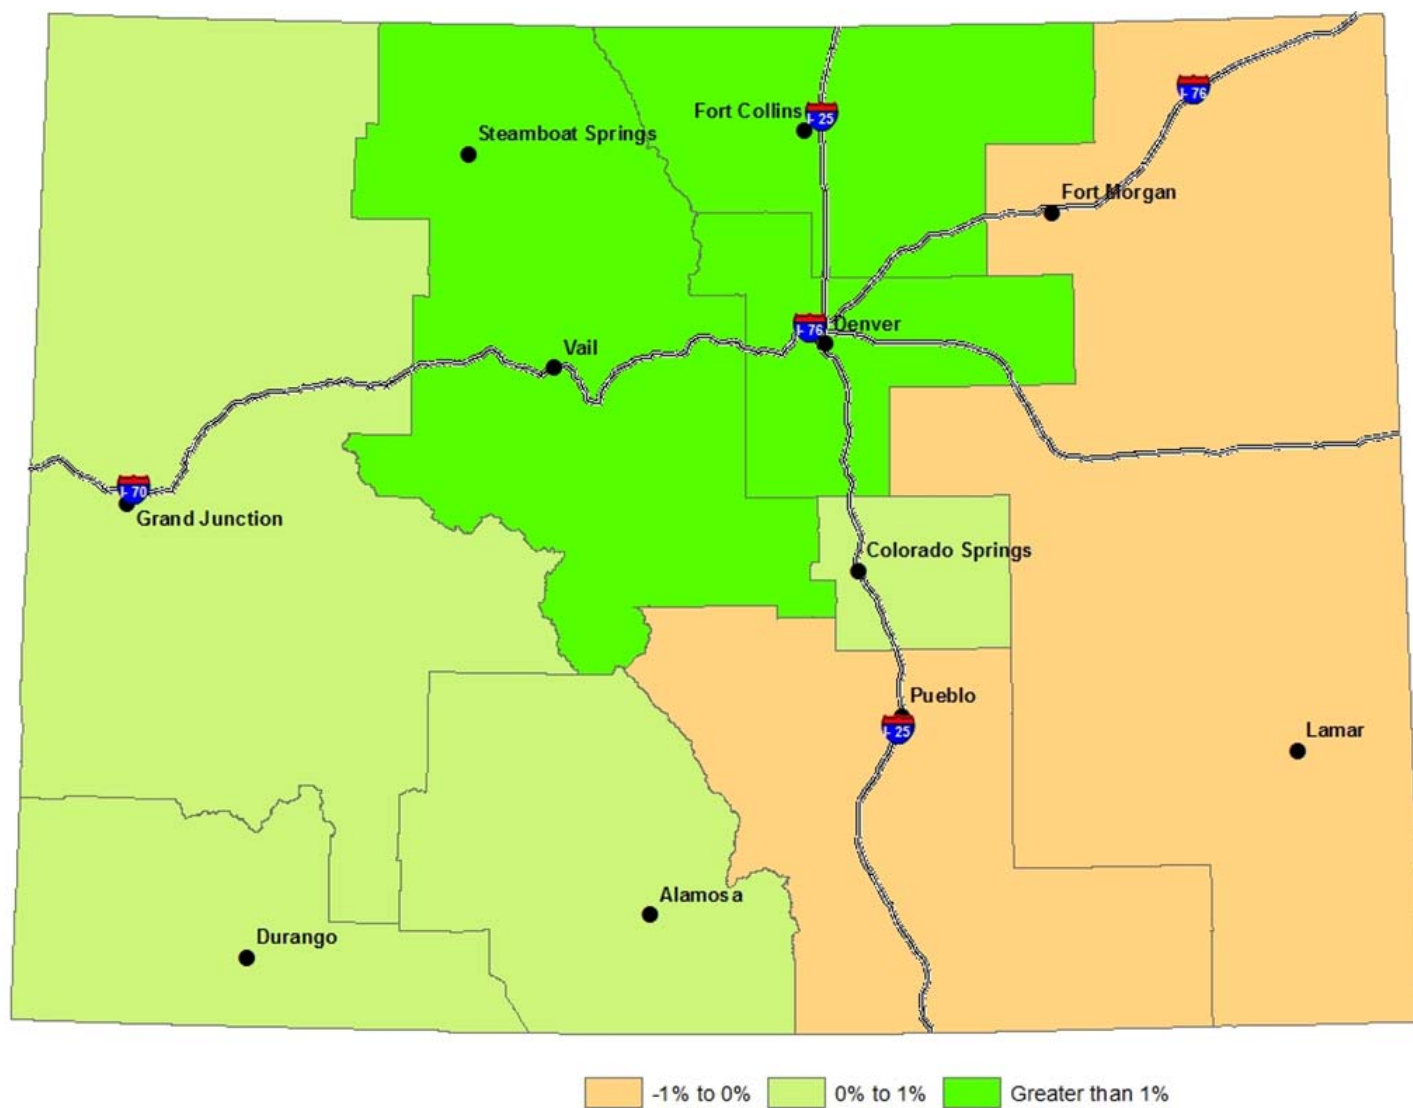 I-76
Fort Collins
I-25
Steamboat Springs
Fort Morgan
I-76
Denver
Vail
I-70
Grand Junction
Colorado Springs
Pueblo
I-25
Lamar
Alamosa
Durango
-1% to 0%
0% to 1%
Greater than 1%